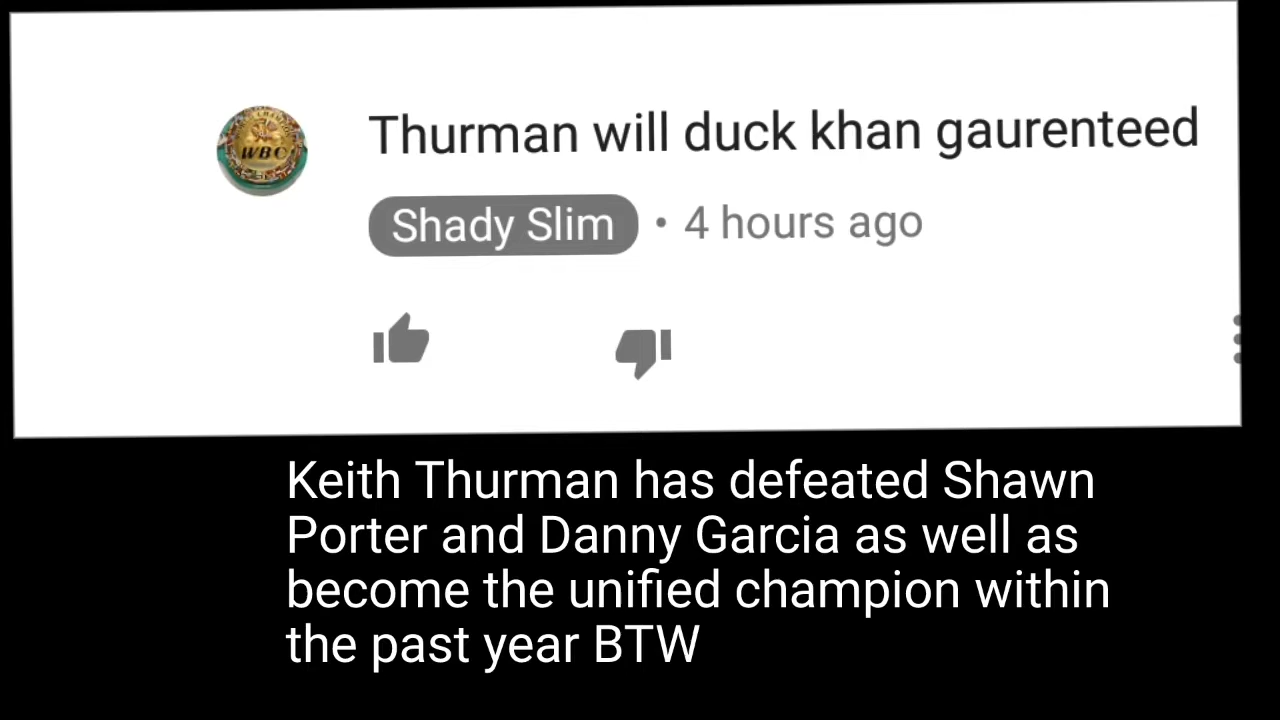 WBC
Thurman will duck khan gaurenteed
Shady Slim • 4 hours ago
Keith Thurman has defeated Shawn
Porter and Danny Garcia as well as
become the unified champion within
the past year BTW